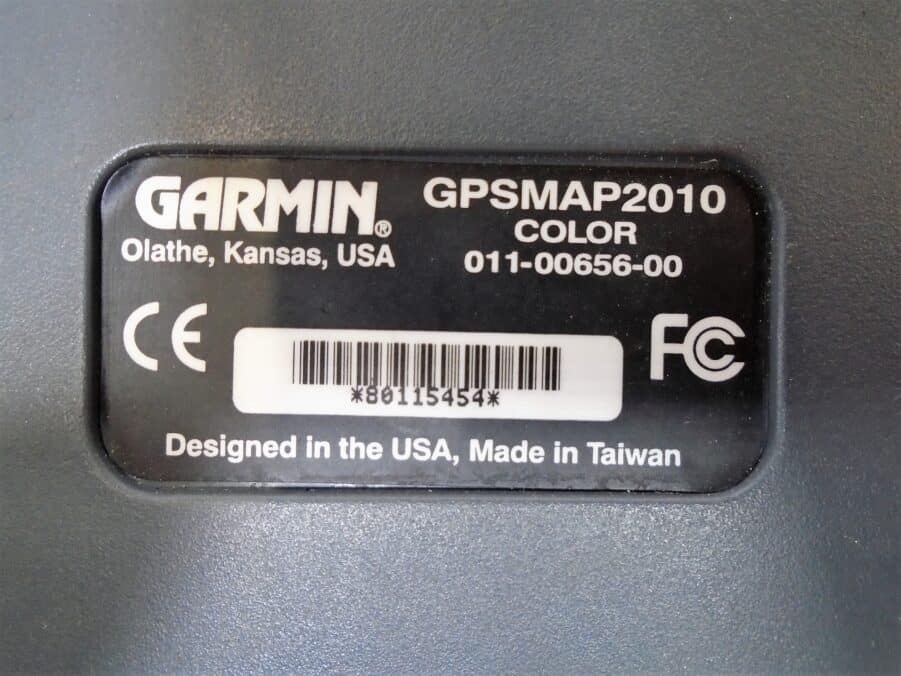 GARMIN®
Olathe, Kansas, USA
GPSMAP2010
COLOR
011-00656-00
CE
FC
*80115454*
Designed in the USA, Made in Taiwan